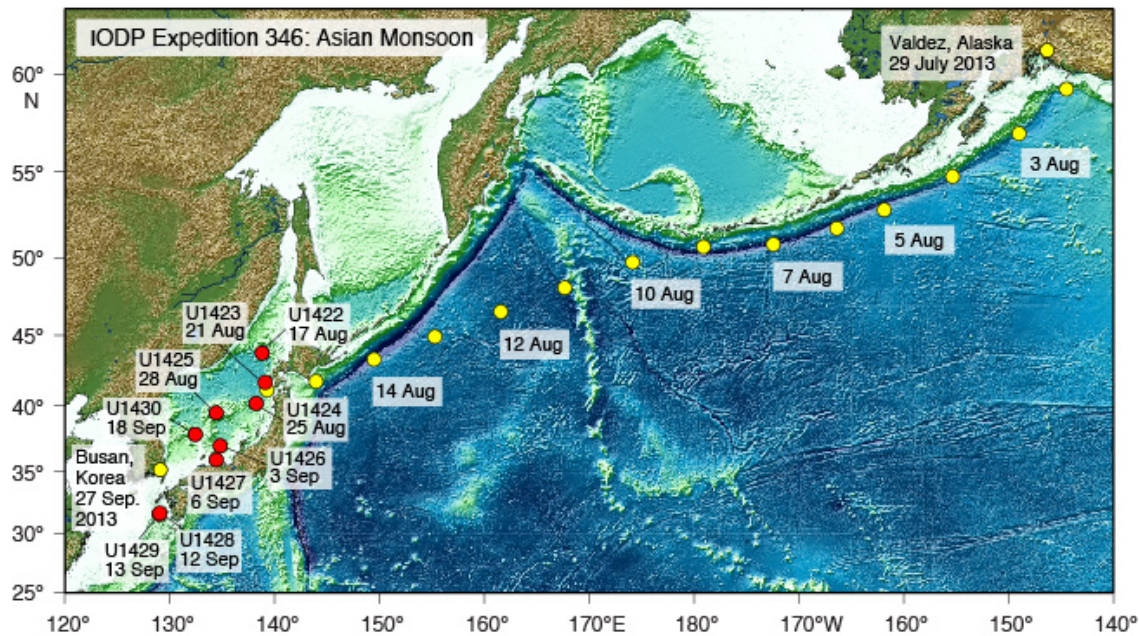 IODP Expedition 346: Asian Monsoon
Valdez, Alaska
29 July 2013
60°
N
55°
50°
45°
40°
35°
30°
25°
3 Aug
5 Aug
7 Aug
10 Aug
12 Aug
14 Aug
U1423
21 Aug
U1422
17 Aug
U1425
28 Aug
U1430
18 Sep
U1424
25 Aug
Busan,
Korea
27 Sep.
2013
U1427
6 Sep
U1426
3 Sep
U1429
13 Sep
U1428
12 Sep
120°
130°
140°
150°
160°
170°E
180°
170°W
160°
150°
140°